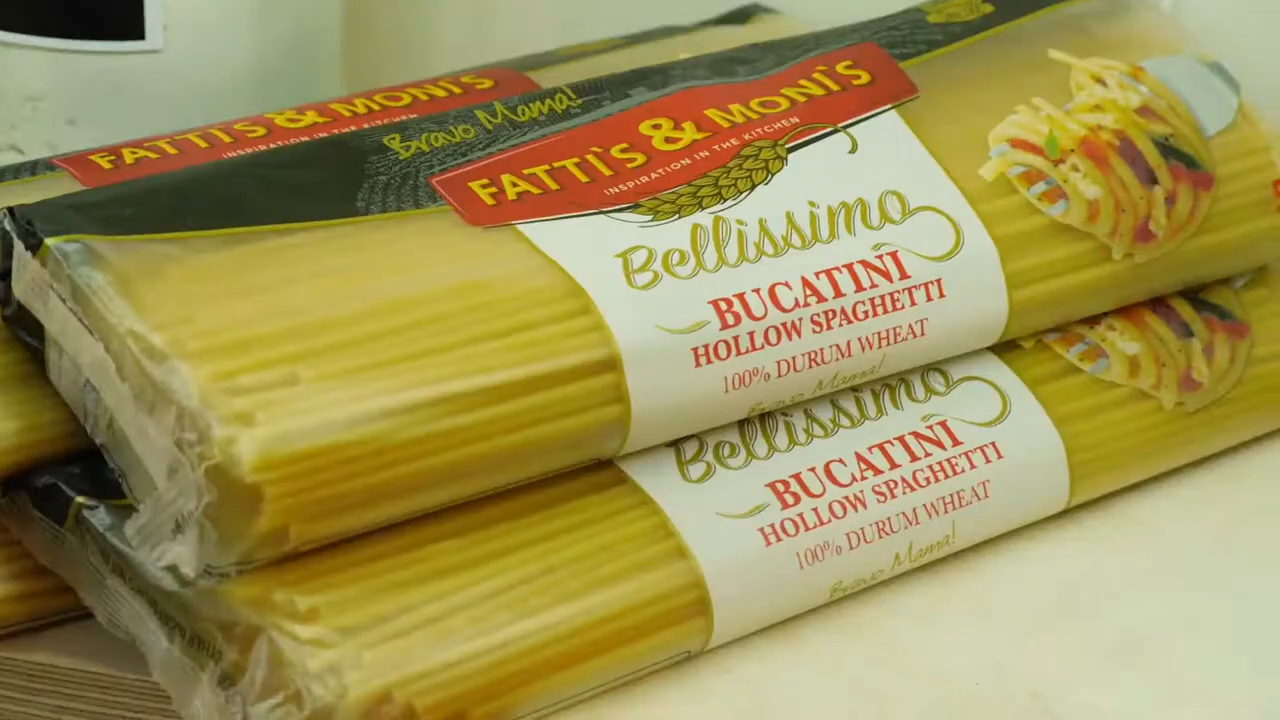 FATTI'S & MONI'S
INSPIRATION IN THE KITCHEN
Bravo Mama!
FATTI'S & MONI'S
INSPIRATION IN THE KITCHEN
Bellissimo
BUCATINI
HOLLOW SPAGHETTI
100% DURUM WHEAT
Bravo Mama!
Bellissimo
BUCATINI
HOLLOW SPAGHETTI
100% DURUM WHEAT
Bravo Mama!